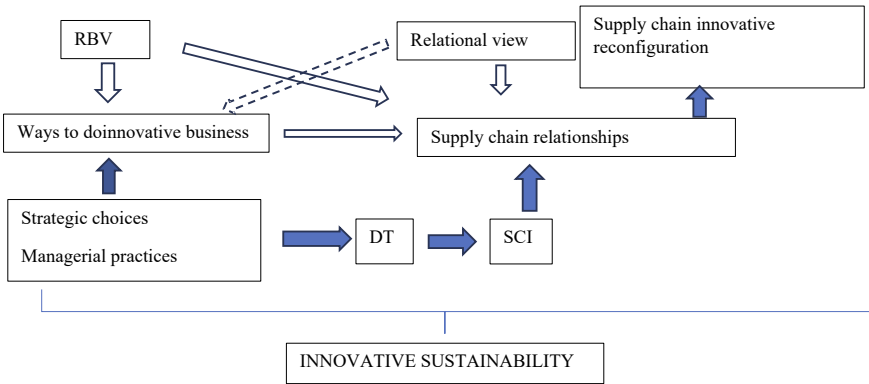 RBV
Relational view
Supply chain innovative
reconfiguration
Ways to doinnovative business
Supply chain relationships
Strategic choices
Managerial practices
DT
SCI
INNOVATIVE SUSTAINABILITY